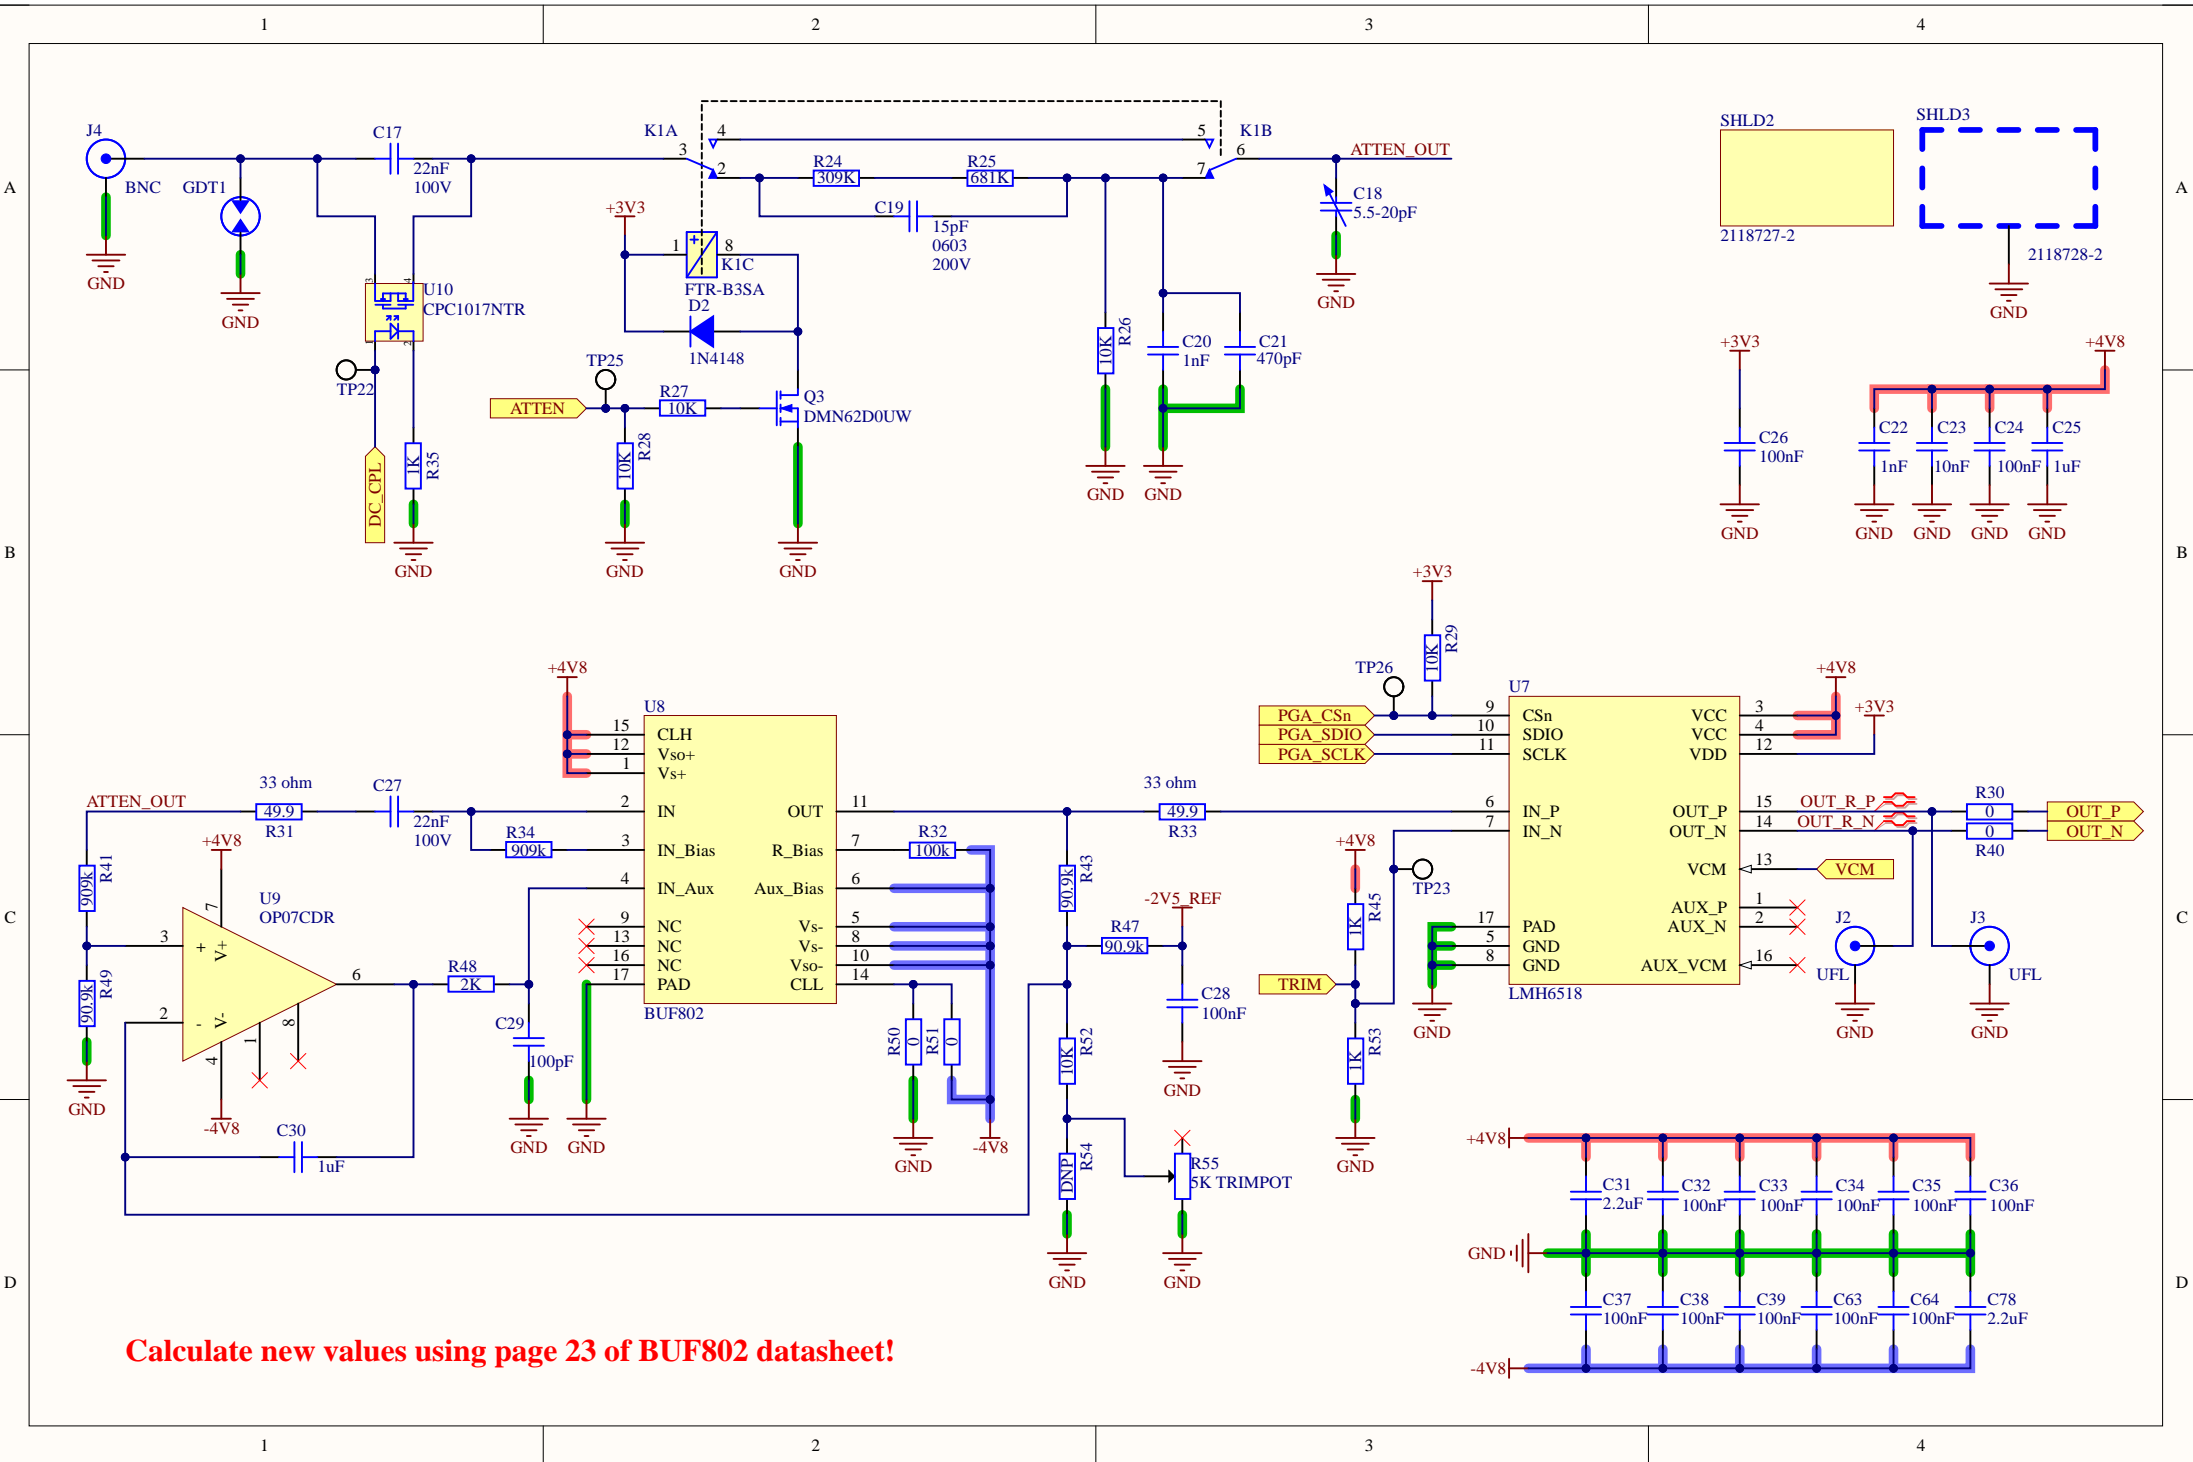 1 2 3 4
A
J4
BNC
GDT1
GND
GND
C17
22nF
100V
3 4
U10
CPC1017NTR
1 2
TP22
DC_CPL
1K
R35
GND
K1A
3
4
2
R24
309K
R25
681K
C19
15pF
0603
200V
5
7
K1B
6
ATTEN_OUT
C18
5.5-20pF
GND
+3V3
1
+
8
K1C
FTR-B3SA
D2
1N4148
TP25
ATTEN
R27
10K
10K
R28
GND
Q3
DMN62D0UW
GND
10K
R26
GND
C20
1nF
GND
C21
470pF
SHLD2
2118727-2
SHLD3
2118728-2
GND
A
+3V3
C26
100nF
GND
+4V8
C22
1nF
GND
C23
10nF
GND
C24
100nF
GND
C25
1uF
GND
B
B
ATTEN_OUT
33 ohm
49.9
R31
C27
22nF
100V
909k
R41
+4V8
U9
OP07CDR
7
V+
3
+
2
-
V-
4
1
8
6
-4V8
90.9k
R49
GND
C30
1uF
R48
2K
C29
100pF
GND
R34
909k
+4V8
U8
15 CLH
12 Vso+
1 Vs+
2 IN
3 IN_Bias
4 IN_Aux
9 NC
13 NC
16 NC
17 PAD
OUT 11
R_Bias 7
Aux_Bias 6
Vs- 5
Vs- 8
Vso- 10
CLL 14
BUF802
GND
R32
100k
R50
0
GND
R51
0
-4V8
33 ohm
49.9
R33
90.9k
R43
R47
90.9k
-2V5_REF
C28
100nF
GND
10K
R52
DNP
R54
GND
R55
5K TRIMPOT
GND
+3V3
10K
R29
TP26
PGA_CSn
PGA_SDIO
PGA_SCLK
TP23
+4V8
1K
R45
TRIM
1K
R53
GND
U7
9 CSn
10 SDIO
11 SCLK
6 IN_P
7 IN_N
17 PAD
5 GND
8 GND
VCC 3
VCC 4
VDD 12
OUT_P 15
OUT_N 14
VCM 13
AUX_P 1
AUX_N 2
AUX_VCM 16
LMH6518
GND
+4V8
+3V3
OUT_R_P
OUT_R_N
R30
0
0
R40
OUT_P
OUT_N
VCM
J2
UFL
GND
J3
UFL
GND
C
C
+4V8
C31
2.2uF
C32
100nF
C33
100nF
C34
100nF
C35
100nF
C36
100nF
GND
C37
100nF
C38
100nF
C39
100nF
C63
100nF
C64
100nF
C78
2.2uF
-4V8
D
D
Calculate new values using page 23 of BUF802 datasheet!
1 2 3 4